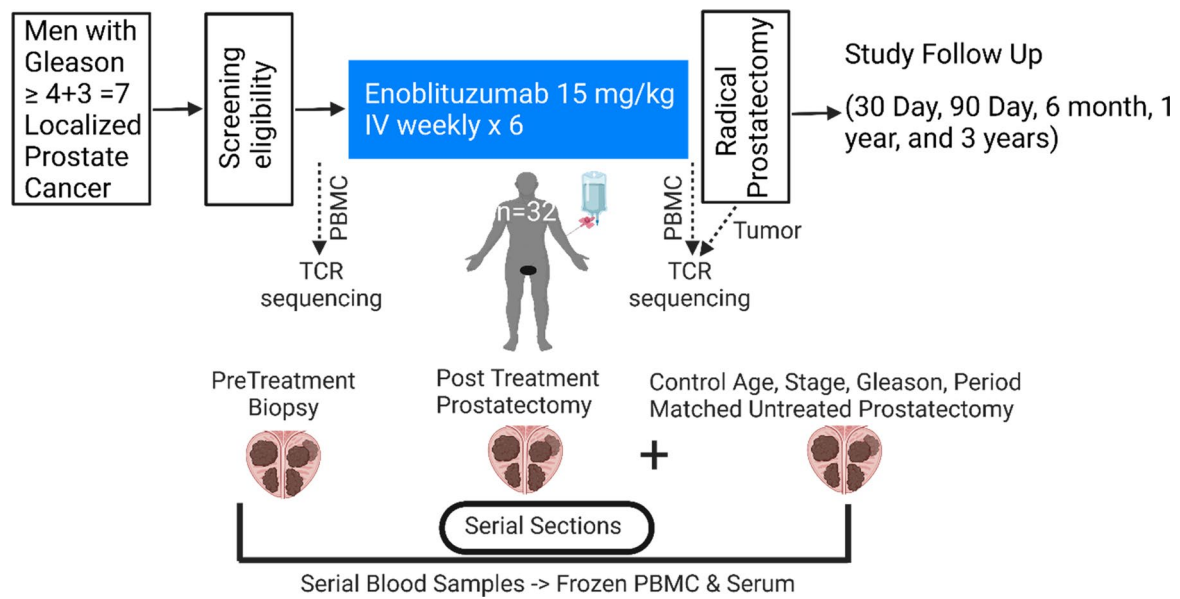 Men with
Gleason
≥ 4+3 =7
Localized
Prostate
Cancer
Screening
eligibility
Enoblituzumab 15 mg/kg
IV weekly x 6
Radical
Prostatectomy
Study Follow Up
(30 Day, 90 Day, 6 month, 1
year, and 3 years)
PBMC
TCR
sequencing
n=32
PBMC
Tumor
TCR
sequencing
PreTreatment
Biopsy
Post Treatment
Prostatectomy
Control Age, Stage, Gleason, Period
Matched Untreated Prostatectomy
+
Serial Sections
Serial Blood Samples -> Frozen PBMC & Serum